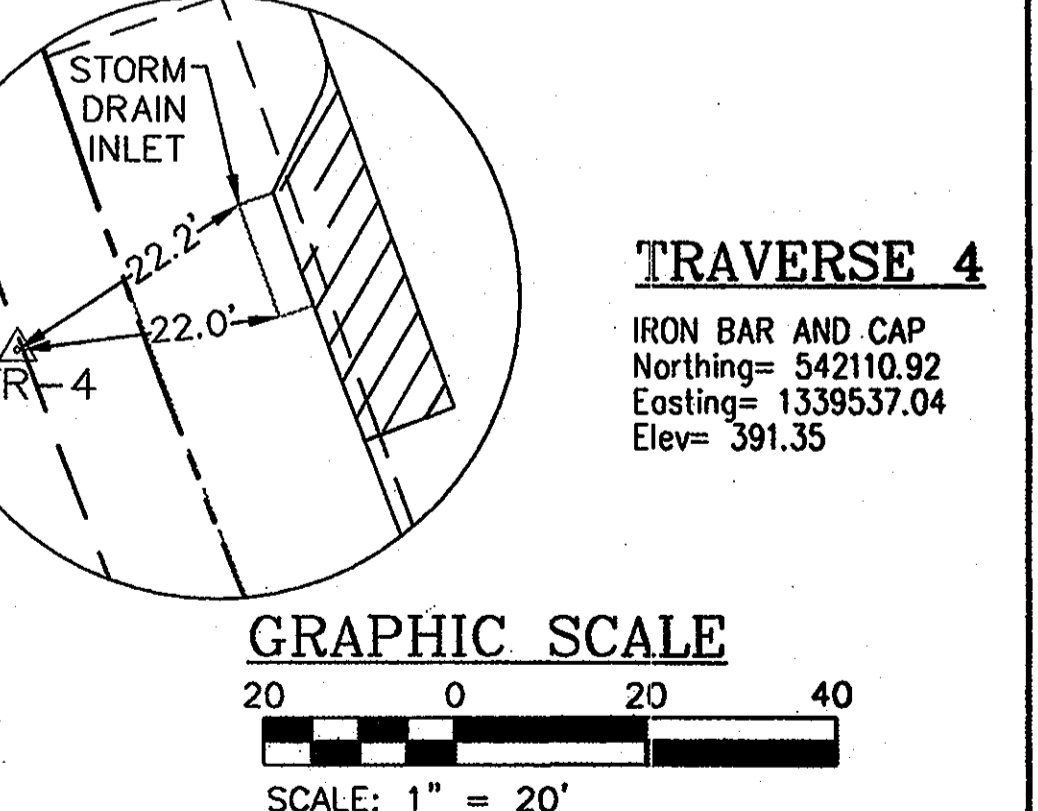 STORM
DRAIN
INLET
22.2'
22.0'
TR-4
TRAVERSE 4
IRON BAR AND CAP
Northing= 542110.92
Easting= 1339537.04
Elev= 391.35
GRAPHIC SCALE
20 0 20 40
SCALE: 1" = 20'